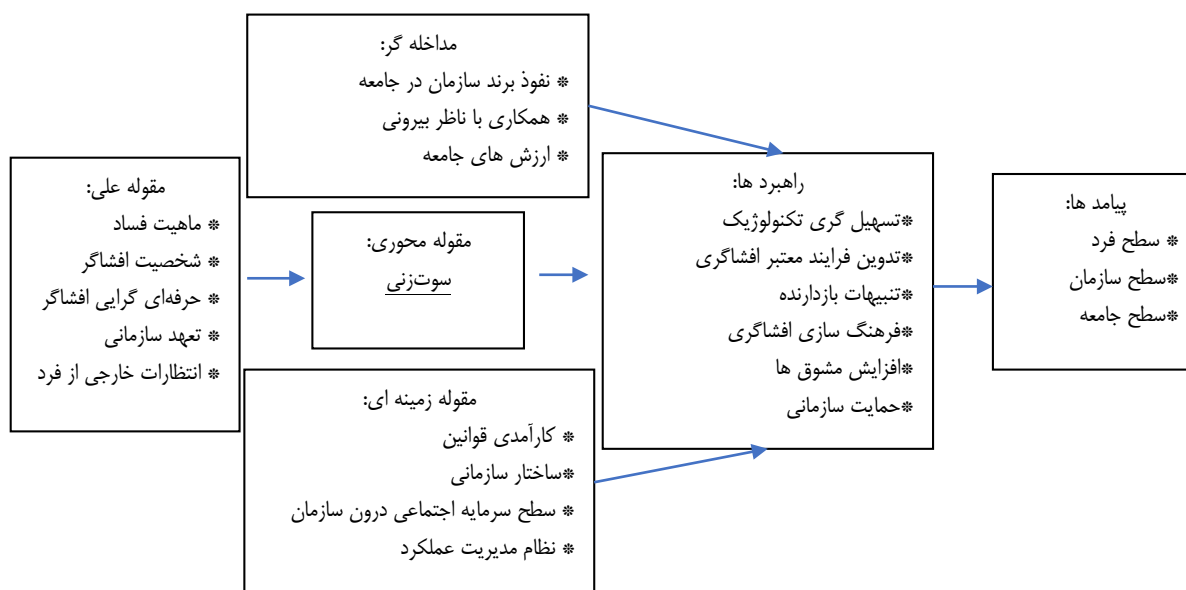 مداخله گر:
* نفوذ برند سازمان در جامعه
* همکاری با ناظر بیرونی
* ارزش های جامعه
مقوله علی:
* ماهیت فساد
* شخصیت افشاگر
* حرفه‌ای گرایی افشاگر
* تعهد سازمانی
* انتظارات خارجی از فرد
مقوله محوری:
سوت‌زنی
راهبرد ها:
*تسهیل گری تکنولوژیک
*تدوین فرایند معتبر افشاگری
*تنبیهات بازدارنده
*فرهنگ سازی افشاگری
*افزایش مشوق ها
*حمایت سازمانی
پیامد ها:
* سطح فرد
*سطح سازمان
*سطح جامعه
مقوله زمینه ای:
* کارآمدی قوانین
*ساختار سازمانی
* سطح سرمایه اجتماعی درون سازمان
* نظام مدیریت عملکرد